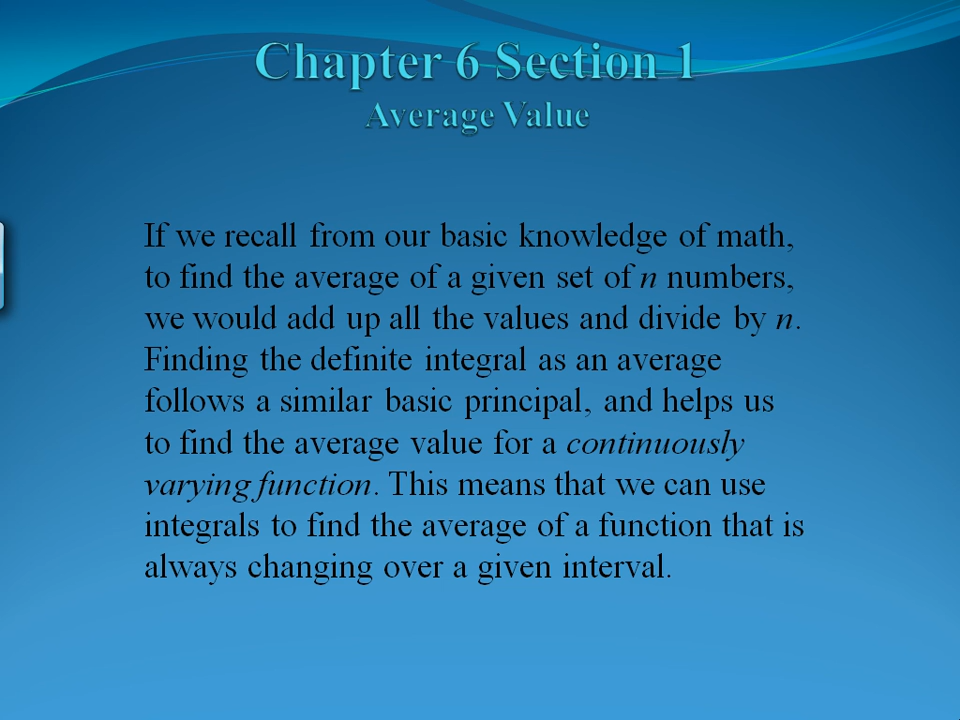 Chapter 6 Section 1
Average Value
If we recall from our basic knowledge of math,
to find the average of a given set of n numbers,
we would add up all the values and divide by n.
Finding the definite integral as an average
follows a similar basic principal, and helps us
to find the average value for a continuously
varying function. This means that we can use
integrals to find the average of a function that is
always changing over a given interval.